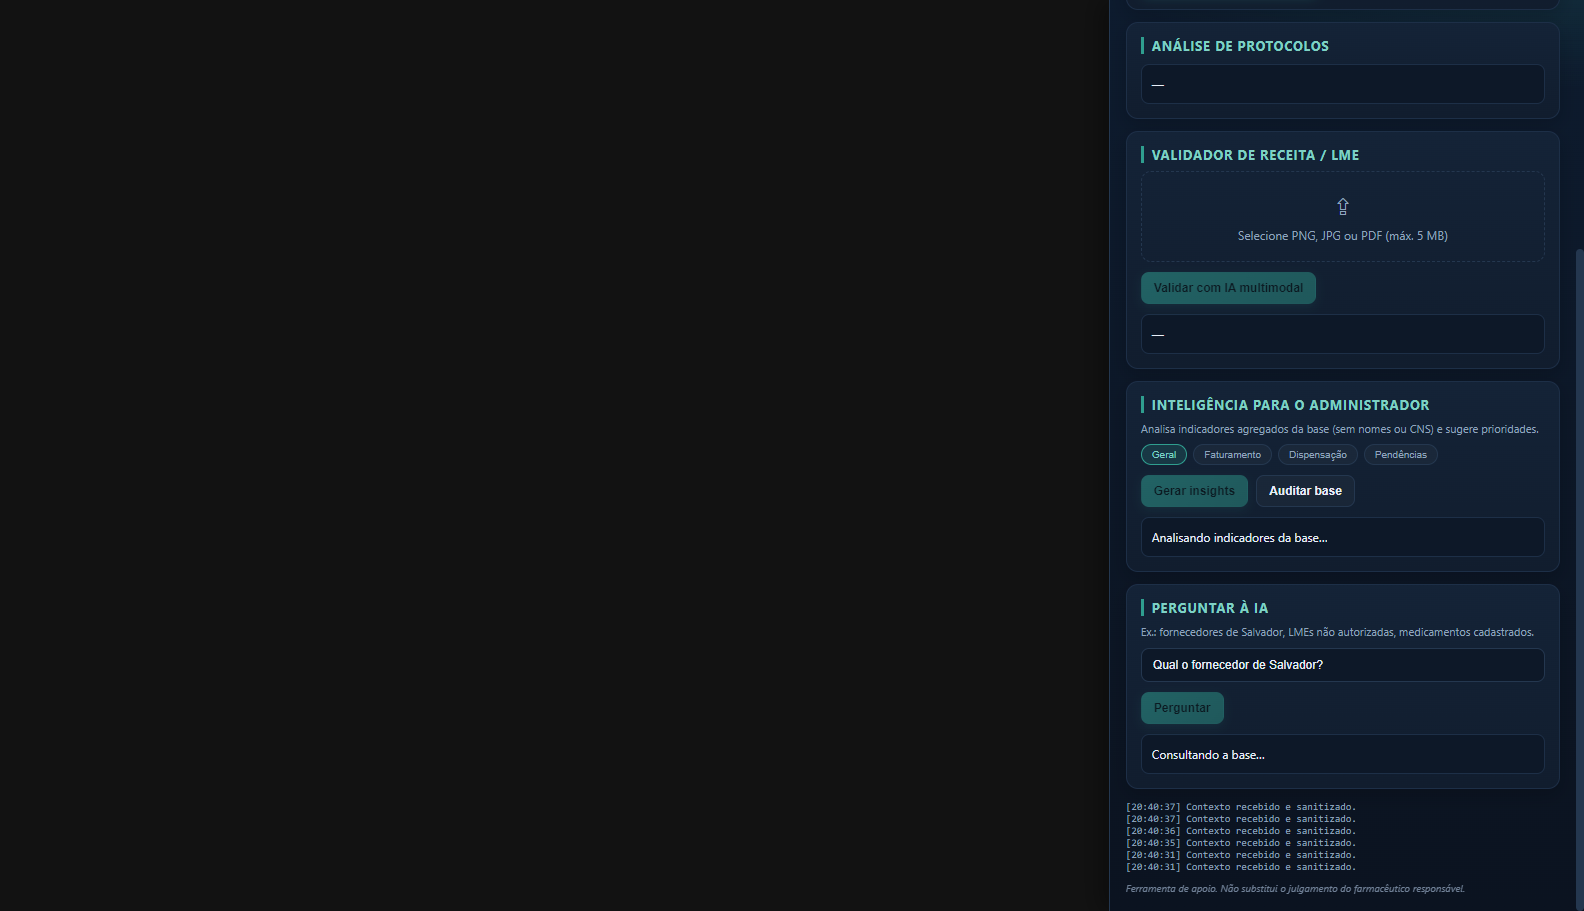 ANÁLISE DE PROTOCOLOS
—
VALIDADOR DE RECEITA / LME
Selecione PNG, JPG ou PDF (máx. 5 MB)
Validar com IA multimodal
—
INTELIGÊNCIA PARA O ADMINISTRADOR
Analisa indicadores agregados da base (sem nomes ou CNS) e sugere prioridades.
Geral Faturamento Dispensação Pendências
Gerar insights Auditar base
Analisando indicadores da base...
PERGUNTAR À IA
Ex.: fornecedores de Salvador, LMEs não autorizadas, medicamentos cadastrados.
Qual o fornecedor de Salvador?
Perguntar
Consultando a base...
[20:40:37] Contexto recebido e sanitizado.
[20:40:37] Contexto recebido e sanitizado.
[20:40:36] Contexto recebido e sanitizado.
[20:40:35] Contexto recebido e sanitizado.
[20:40:31] Contexto recebido e sanitizado.
[20:40:31] Contexto recebido e sanitizado.
Ferramenta de apoio. Não substitui o julgamento do farmacêutico responsável.